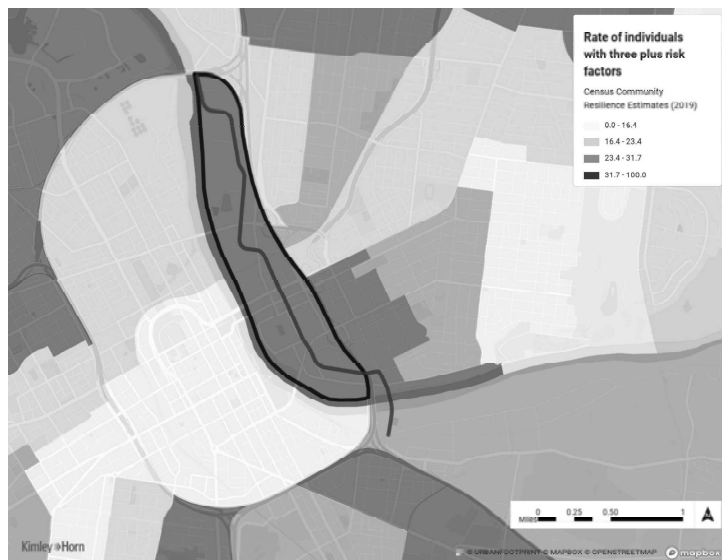 Rate of individuals
with three plus risk
factors
Census Community
Resilience Estimates (2019)
0.0 - 16.4
16.4 - 23.4
23.4 - 31.7
31.7 - 100.0
0 0.25 0.50 1
Miles
Kimley»Horn
© URBANFOOTPRINT © MAPBOX © OPENSTREETMAP mapbox